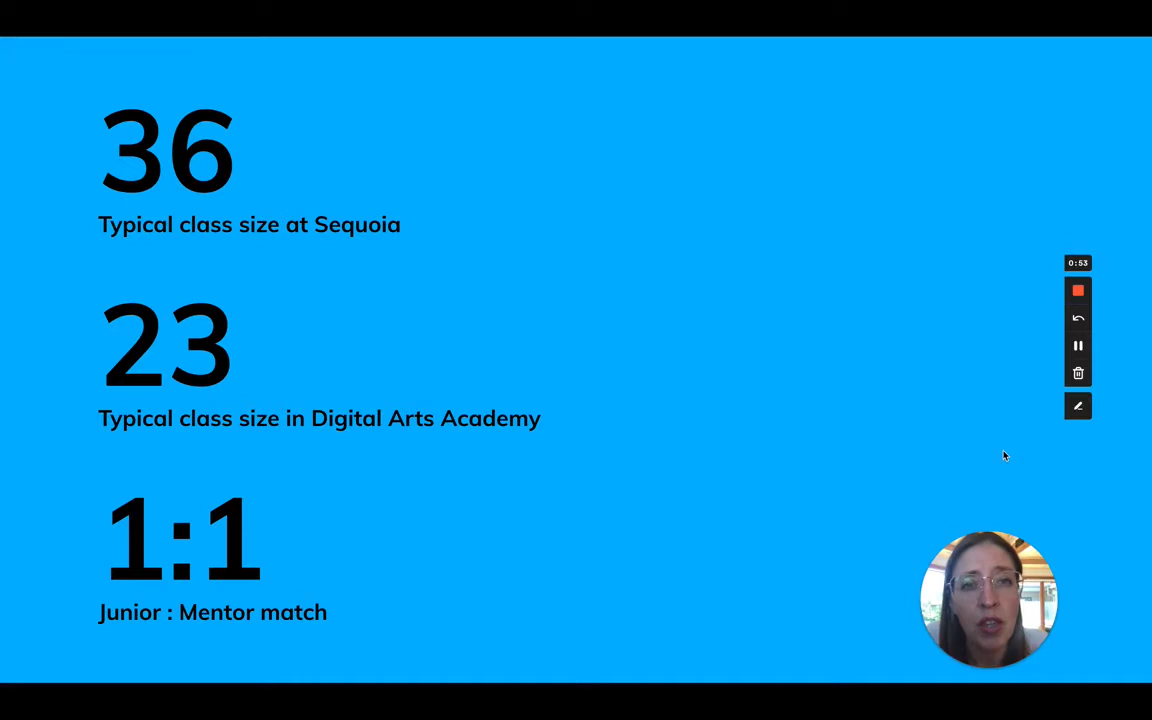 36
Typical class size at Sequoia
23
Typical class size in Digital Arts Academy
1:1
Junior : Mentor match
0:53